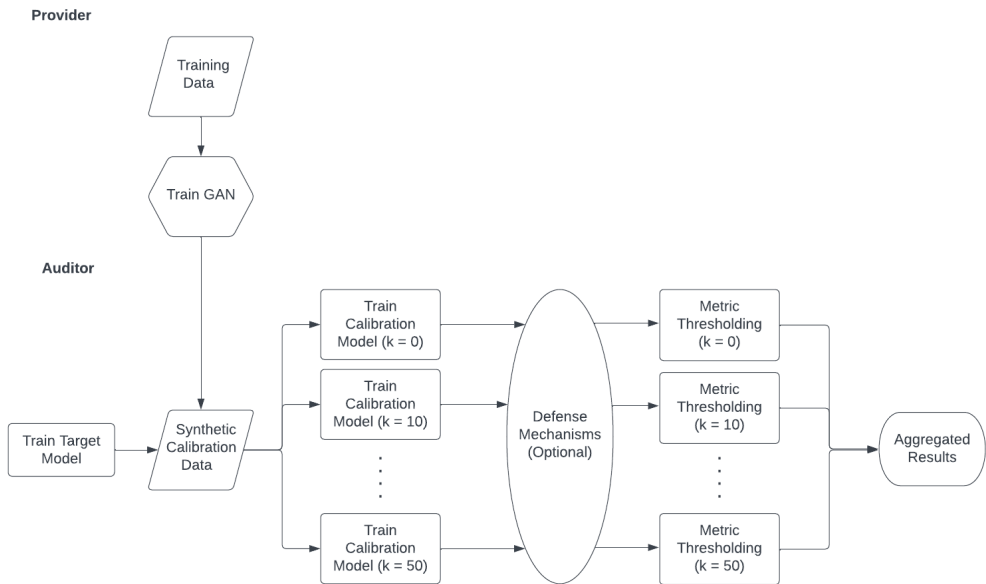 Provider
Training
Data
Train GAN
Auditor
Train Target
Model
Synthetic
Calibration
Data
Train
Calibration
Model (k = 0)
Train
Calibration
Model (k = 10)
Train
Calibration
Model (k = 50)
Defense
Mechanisms
(Optional)
Metric
Thresholding
(k = 0)
Metric
Thresholding
(k = 10)
Metric
Thresholding
(k = 50)
Aggregated
Results